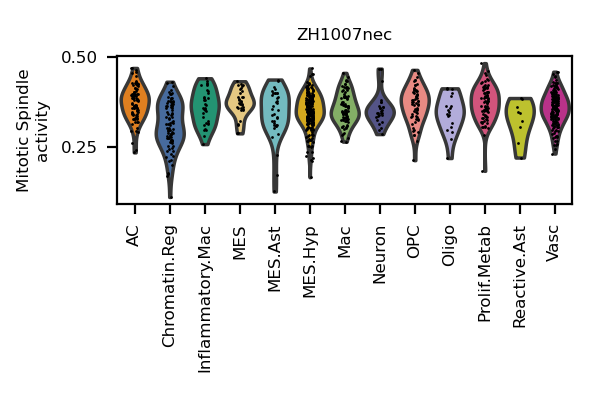 ZH1007nec
Mitotic Spindle
activity
0.50
0.25
AC
Chromatin.Reg
Inflammatory.Mac
MES
MES.Ast
MES.Hyp
Mac
Neuron
OPC
Oligo
Prolif.Metab
Reactive.Ast
Vasc